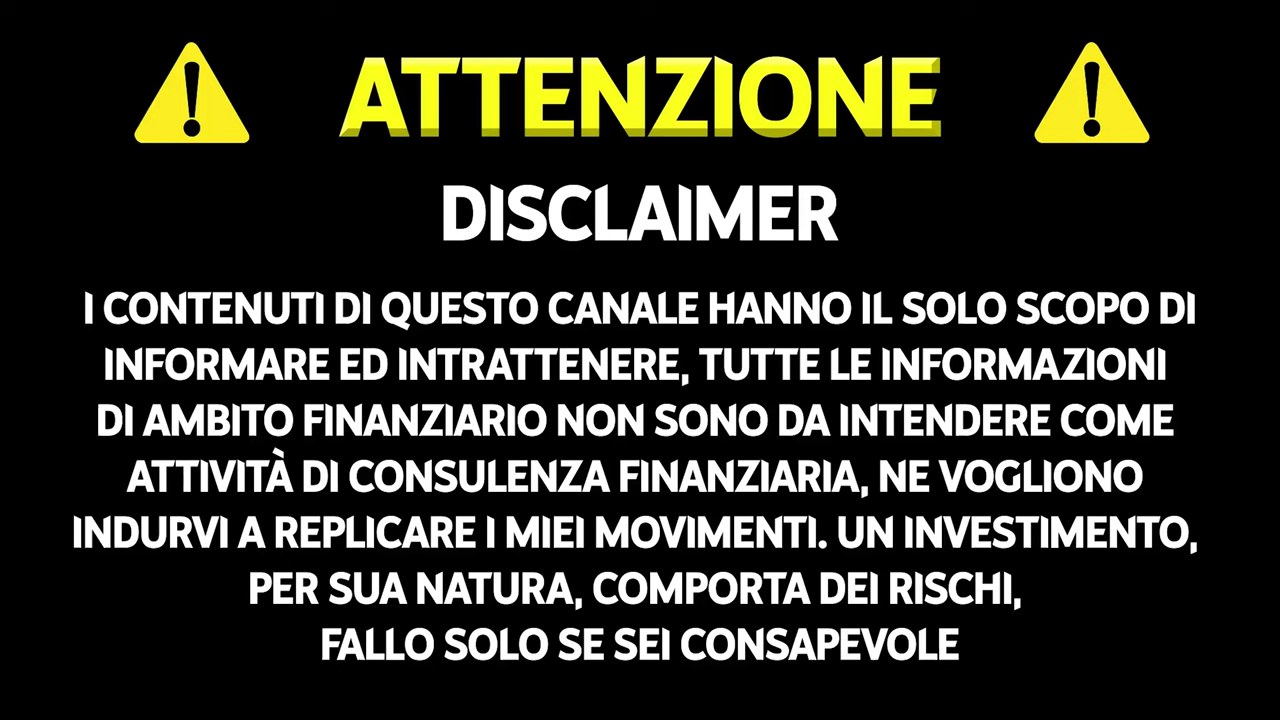 ATTENZIONE
DISCLAIMER
I CONTENUTI DI QUESTO CANALE HANNO IL SOLO SCOPO DI
INFORMARE ED INTRATTENERE, TUTTE LE INFORMAZIONI
DI AMBITO FINANZIARIO NON SONO DA INTENDERE COME
ATTIVITÀ DI CONSULENZA FINANZIARIA, NE VOGLIONO
INDURVI A REPLICARE I MIEI MOVIMENTI. UN INVESTIMENTO,
PER SUA NATURA, COMPORTA DEI RISCHI,
FALLO SOLO SE SEI CONSAPEVOLE